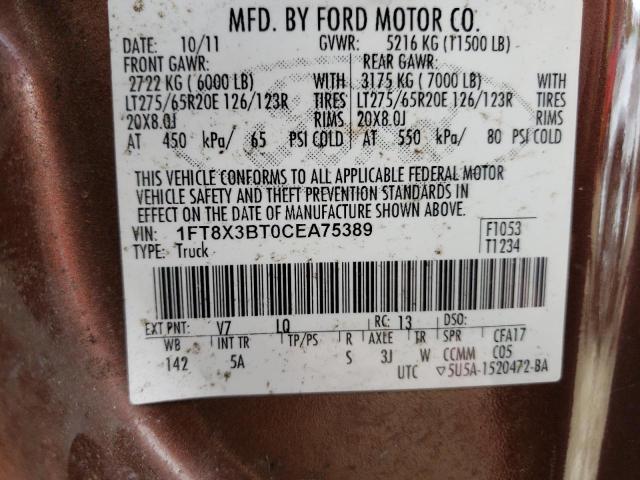 MFD. BY FORD MOTOR CO.
DATE: 10/11 GVWR: 5216 KG (T1500 LB)
FRONT GAWR: REAR GAWR:
2722 KG (6000 LB) WITH 3175 KG (7000 LB) WITH
LT275/65R20E 126/123R TIRES LT275/65R20E 126/123R TIRES
20X8.0J RIMS 20X8.0J RIMS
AT 450 kPa/ 65 PSI COLD AT 550 kPa/ 80 PSI COLD
THIS VEHICLE CONFORMS TO ALL APPLICABLE FEDERAL MOTOR
VEHICLE SAFETY AND THEFT PREVENTION STANDARDS IN
EFFECT ON THE DATE OF MANUFACTURE SHOWN ABOVE.
VIN: 1FT8X3BT0CEA75389 F1053
TYPE: Truck T1234
EXT PNT: V7 LQ RC: 13 DSO:
WB INT TR TP/PS R AXLE TR SPR CFA17
142 5A S 3J W CCMM C05
UTC ▽5U5A-1520472-BA